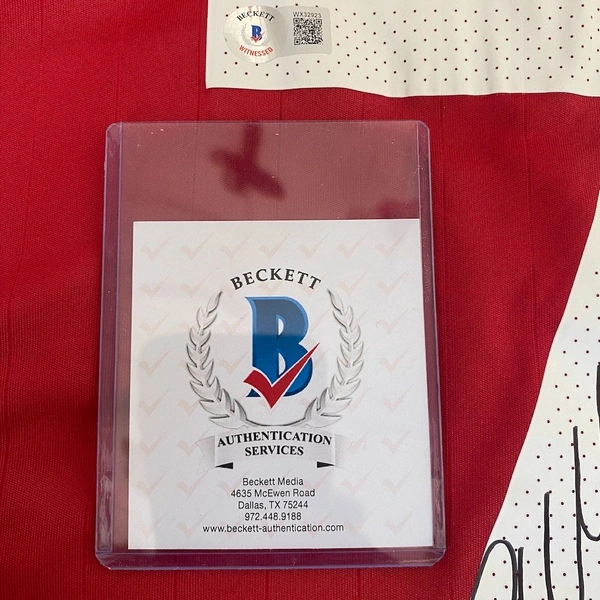 BECKETT
B
WITNESSED
WX32923
BECKETT
B
AUTHENTICATION
SERVICES
Beckett Media
4635 McEwen Road
Dallas, TX 75244
972.448.9188
www.beckett-authentication.com